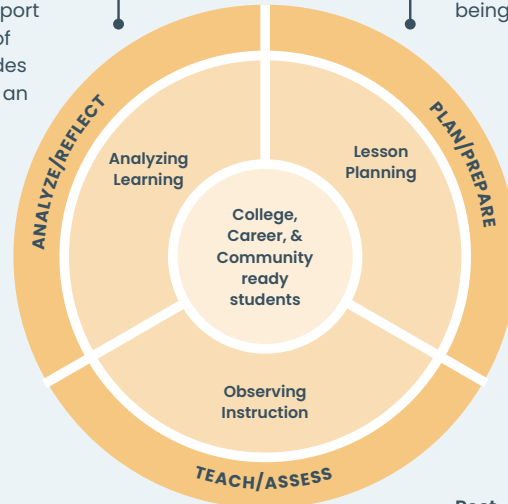 port
of
des
an
being
ANALYZE/REFLECT
PLAN/PREPARE
Analyzing
Learning
Lesson
Planning
College,
Career, &
Community
ready
students
Observing
Instruction
TEACH/ASSESS